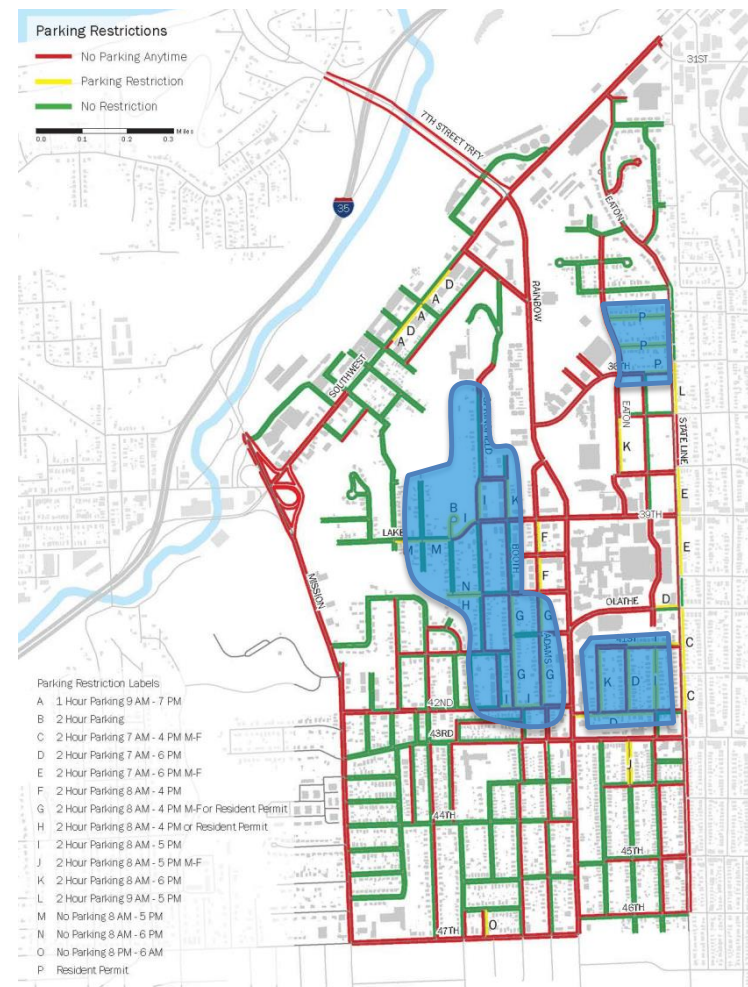 Parking Restrictions
No Parking Anytime
Parking Restriction
No Restriction
0.0 0.1 0.2 0.3 Miles
31ST
7TH STREET TRFY
35
EATON
RAINBOW
D
A
A
D
A
P
P
P
36TH
SOUTHWEST
L
EATON
STATE LINE
K
E
I
K
B
I
39TH
LAKE
F
M
M
BOOTH
E
F
N
H
OLATHE
D
MISSION
G
G
ADAMS
41ST
I
C
G
G
K
D
I
C
I
I
42ND
D
43RD
J
44TH
45TH
46TH
O
47TH
Parking Restriction Labels
A 1 Hour Parking 9 AM - 7 PM
B 2 Hour Parking
C 2 Hour Parking 7 AM - 4 PM M-F
D 2 Hour Parking 7 AM - 6 PM
E 2 Hour Parking 7 AM - 6 PM M-F
F 2 Hour Parking 8 AM - 4 PM
G 2 Hour Parking 8 AM - 4 PM M-F or Resident Permit
H 2 Hour Parking 8 AM - 4 PM or Resident Permit
I 2 Hour Parking 8 AM - 5 PM
J 2 Hour Parking 8 AM - 5 PM M-F
K 2 Hour Parking 8 AM - 6 PM
L 2 Hour Parking 9 AM - 5 PM
M No Parking 8 AM - 5 PM
N No Parking 8 AM - 6 PM
O No Parking 8 PM - 6 AM
P Resident Permit